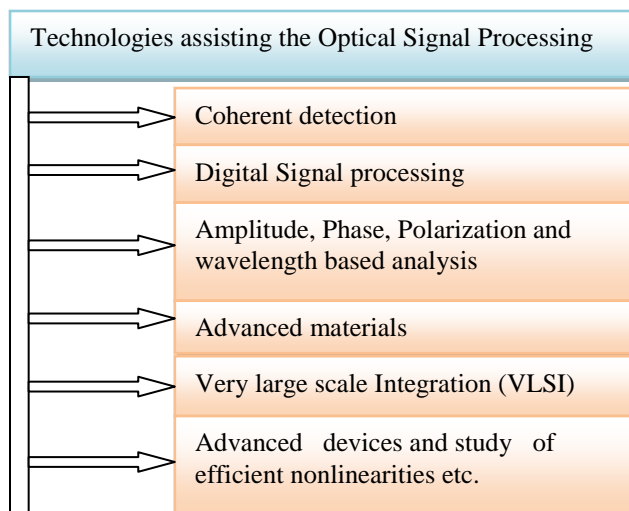 Technologies assisting the Optical Signal Processing
Coherent detection
Digital Signal processing
Amplitude, Phase, Polarization and
wavelength based analysis
Advanced materials
Very large scale Integration (VLSI)
Advanced devices and study of
efficient nonlinearities etc.